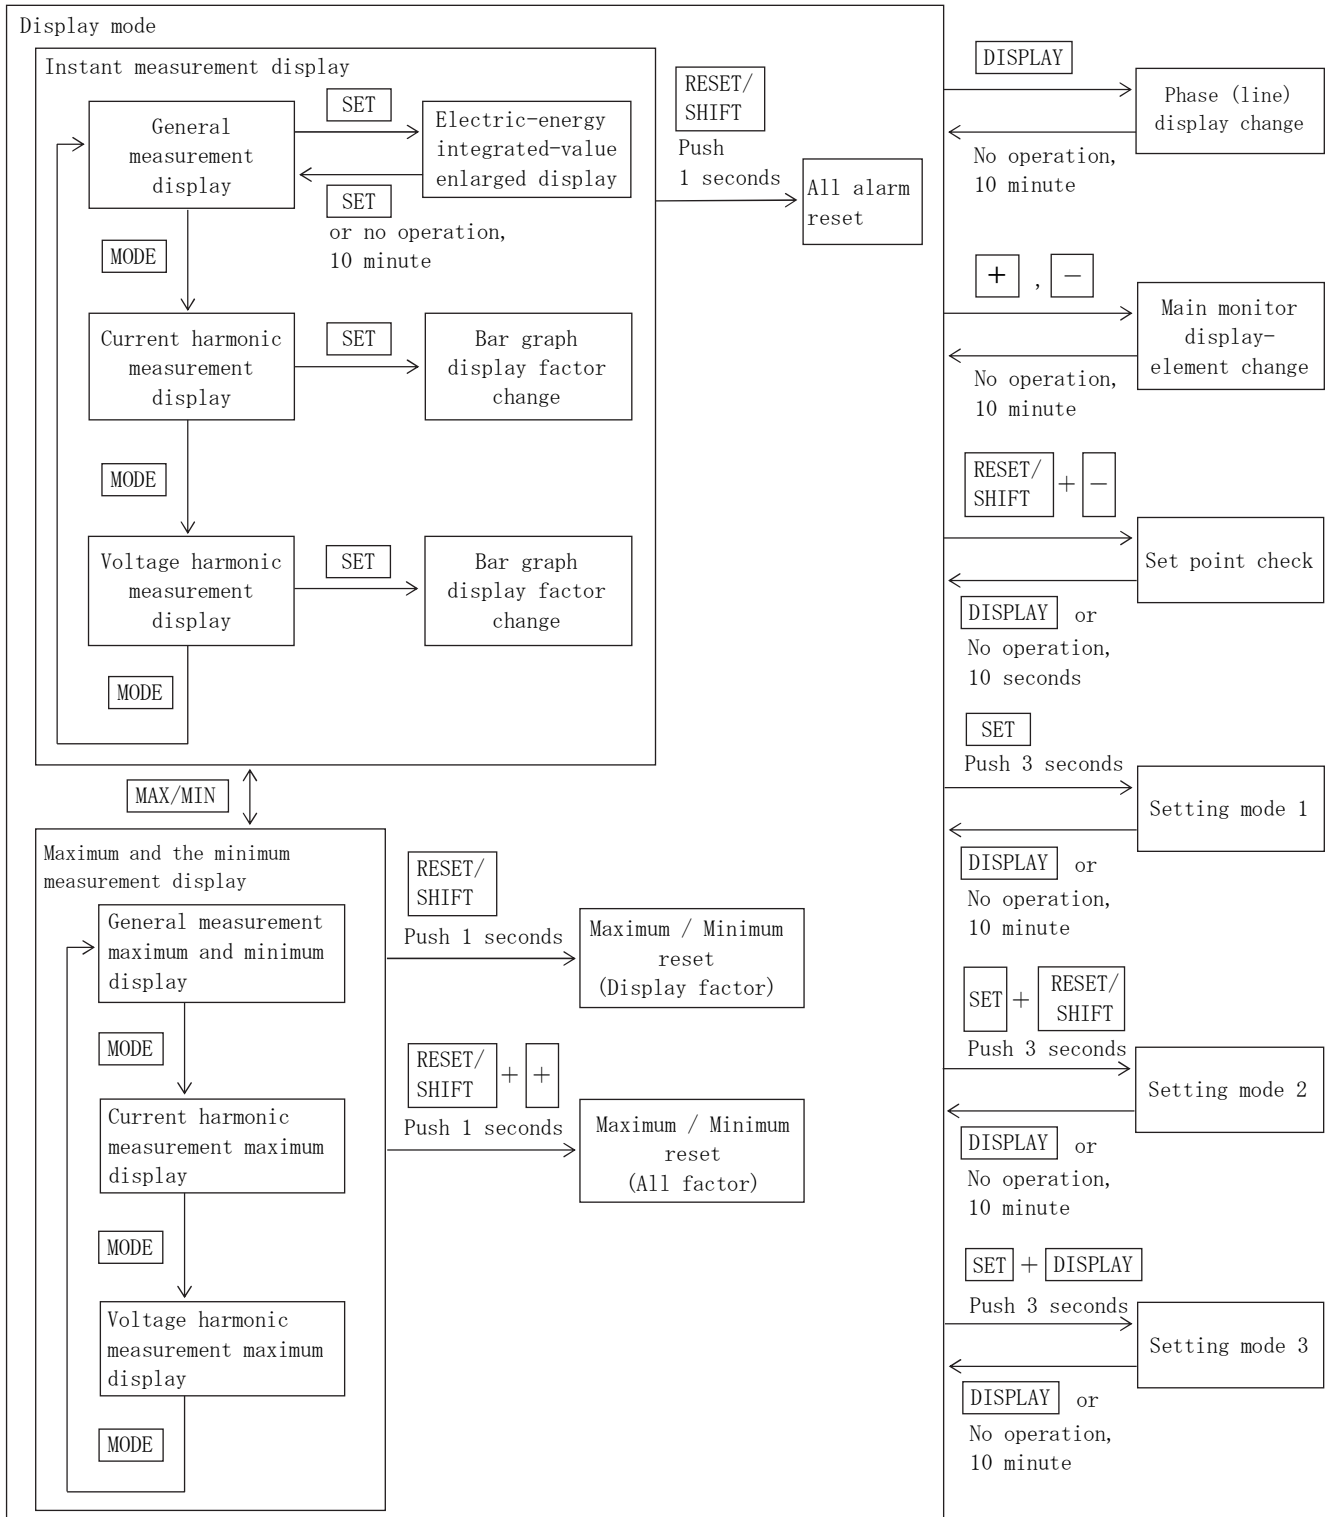 Display mode
Instant measurement display
General
measurement
display
SET
Electric-energy
integrated-value
enlarged display
SET
or no operation,
10 minute
RESET/
SHIFT
Push
1 seconds
All alarm
reset
MODE
Current harmonic
measurement
display
SET
Bar graph
display factor
change
MODE
Voltage harmonic
measurement
display
SET
Bar graph
display factor
change
MODE
MAX/MIN
Maximum and the minimum
measurement display
General measurement
maximum and minimum
display
MODE
Current harmonic
measurement maximum
display
MODE
Voltage harmonic
measurement maximum
display
MODE
RESET/
SHIFT
Push 1 seconds
Maximum / Minimum
reset
(Display factor)
RESET/
SHIFT + +
Push 1 seconds
Maximum / Minimum
reset
(All factor)
DISPLAY
Phase (line)
display change
No operation,
10 minute
+ , −
Main monitor
display-
element change
No operation,
10 minute
RESET/
SHIFT + −
Set point check
DISPLAY or
No operation,
10 seconds
SET
Push 3 seconds
Setting mode 1
DISPLAY or
No operation,
10 minute
SET + RESET/
SHIFT
Push 3 seconds
Setting mode 2
DISPLAY or
No operation,
10 minute
SET + DISPLAY
Push 3 seconds
Setting mode 3
DISPLAY or
No operation,
10 minute